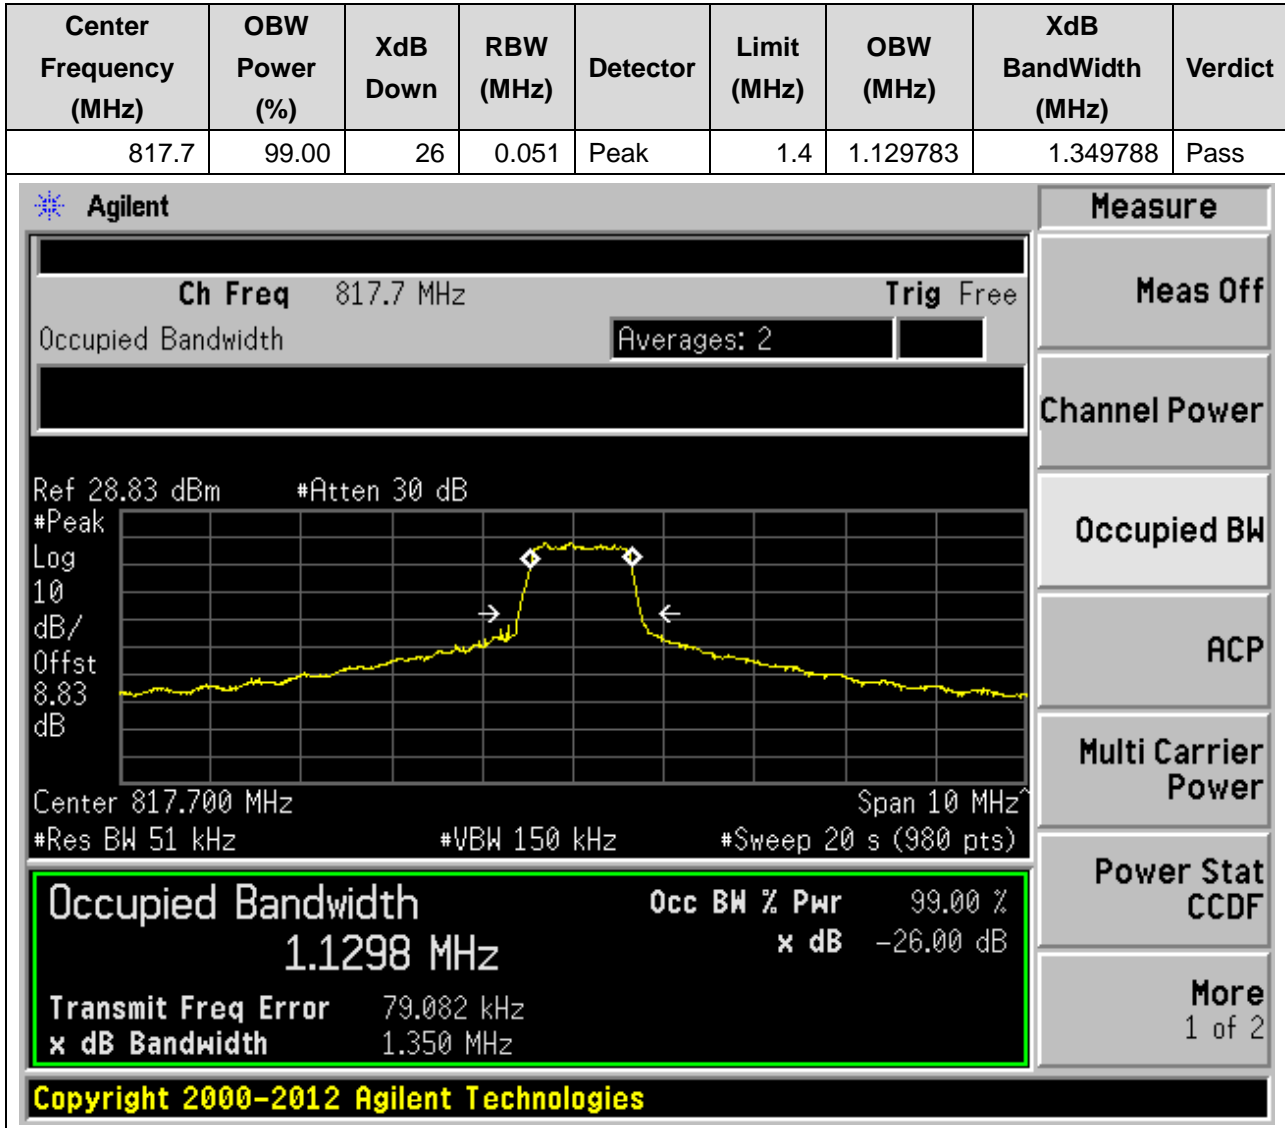 Center Frequency (MHz) OBW Power (%) XdB Down RBW (MHz) Detector Limit (MHz) OBW (MHz) XdB BandWidth (MHz) Verdict
817.7 99.00 26 0.051 Peak 1.4 1.129783 1.349788 Pass
Agilent
Measure
Ch Freq 817.7 MHz Trig Free
Occupied Bandwidth Averages: 2
Meas Off
Channel Power
Occupied BW
ACP
Multi Carrier
Power
Power Stat
CCDF
More
1 of 2
Ref 28.83 dBm #Atten 30 dB
#Peak
Log
10
dB/
Offst
8.83
dB
Center 817.700 MHz Span 10 MHz^
#Res BW 51 kHz #VBW 150 kHz #Sweep 20 s (980 pts)
Occupied Bandwidth Occ BW % Pwr 99.00 %
1.1298 MHz x dB -26.00 dB
Transmit Freq Error 79.082 kHz
x dB Bandwidth 1.350 MHz
Copyright 2000-2012 Agilent Technologies